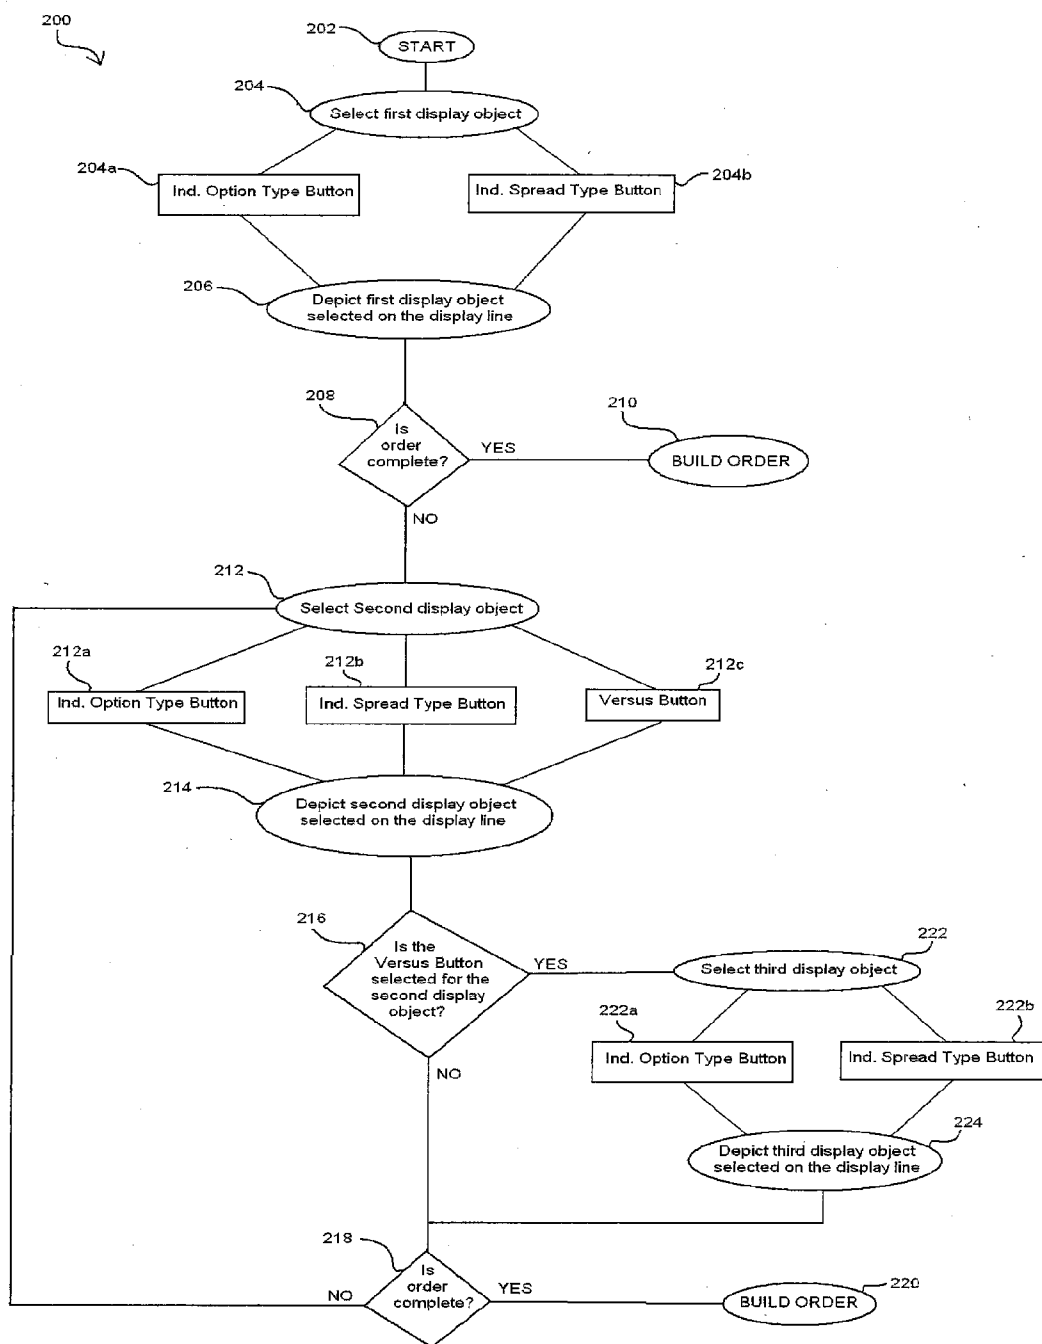 200
202
START
204
Select first display object
204a
Ind. Option Type Button
Ind. Spread Type Button
204b
206
Depict first display object
selected on the display line
208
Is
order
complete?
YES
210
BUILD ORDER
NO
212
Select Second display object
212a
Ind. Option Type Button
212b
Ind. Spread Type Button
212c
Versus Button
214
Depict second display object
selected on the display line
216
Is the
Versus Button
selected for the
second display
object?
YES
222
Select third display object
222a
Ind. Option Type Button
222b
Ind. Spread Type Button
NO
224
Depict third display object
selected on the display line
218
Is
order
complete?
NO
YES
220
BUILD ORDER